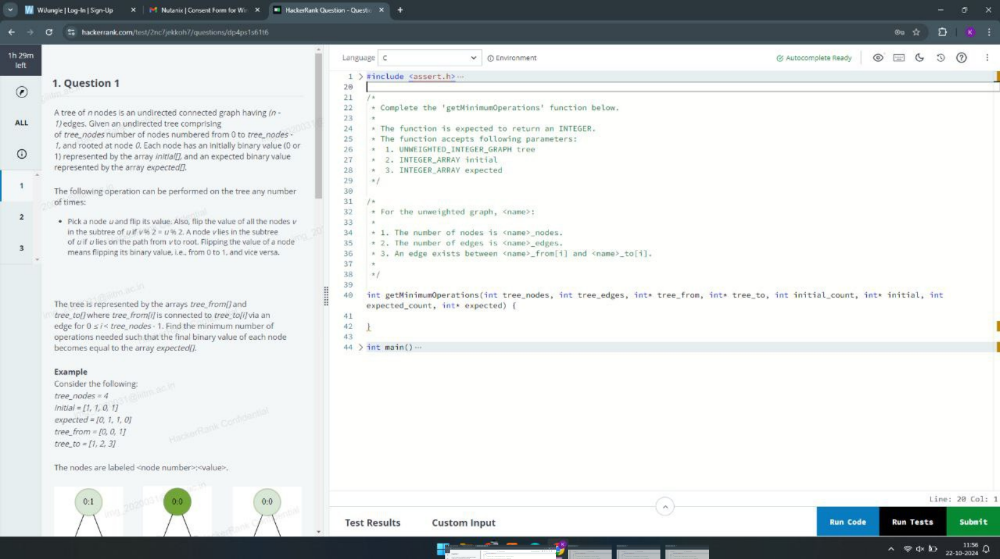 WiJungle | Log-In | Sign-Up
Nutanix | Consent Form for Wi
HackerRank Question - Questio
hackerrank.com/test/2nc7jekkoh7/questions/dp4ps1s61t6
K
1h 29m
left
ALL
1
2
3
1. Question 1
A tree of n nodes is an undirected connected graph having (n -
1) edges. Given an undirected tree comprising
of tree_nodes number of nodes numbered from 0 to tree_nodes -
1, and rooted at node 0. Each node has an initially binary value (0 or
1) represented by the array initial[], and an expected binary value
represented by the array expected[].
The following operation can be performed on the tree any number
of times:
• Pick a node u and flip its value. Also, flip the value of all the nodes v
in the subtree of u if v % 2 = u % 2. A node v lies in the subtree
of u if u lies on the path from v to root. Flipping the value of a node
means flipping its binary value, i.e., from 0 to 1, and vice versa.
The tree is represented by the arrays tree_from[] and
tree_to[] where tree_from[i] is connected to tree_to[i] via an
edge for 0 ≤ i < tree_nodes - 1. Find the minimum number of
operations needed such that the final binary value of each node
becomes equal to the array expected[].
Example
Consider the following:
tree_nodes = 4
initial = [1, 1, 0, 1]
expected = [0, 1, 1, 0]
tree_from = [0, 0, 1]
tree_to = [1, 2, 3]
HackerRank Confidential
The nodes are labeled <node number>:<value>.
0:1
0:0
0:0
Language
C
Environment
Autocomplete Ready
1 #include <assert.h>···
20
21 /*
22 * Complete the 'getMinimumOperations' function below.
23 *
24 * The function is expected to return an INTEGER.
25 * The function accepts following parameters:
26 * 1. UNWEIGHTED_INTEGER_GRAPH tree
27 * 2. INTEGER_ARRAY initial
28 * 3. INTEGER_ARRAY expected
29 */
30
31 /*
32 * For the unweighted graph, <name>:
33 *
34 * 1. The number of nodes is <name>_nodes.
35 * 2. The number of edges is <name>_edges.
36 * 3. An edge exists between <name>_from[i] and <name>_to[i].
37 *
38 */
39
40 int getMinimumOperations(int tree_nodes, int tree_edges, int* tree_from, int* tree_to, int initial_count, int* initial, int
expected_count, int* expected) {
41
42 }
43
44 int main()···
Line: 20 Col: 1
Test Results
Custom Input
Run Code
Run Tests
Submit
11:56
22-10-2024